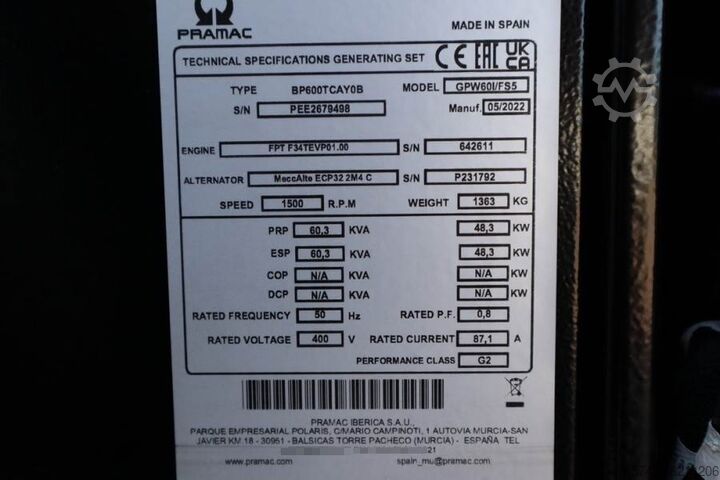 PRAMAC
MADE IN SPAIN
TECHNICAL SPECIFICATIONS GENERATING SET CE EAC UK CA
TYPE BP600TCAY0B MODEL GPW60I/FS5
S/N PEE2679498 Manuf. 05/2022
ENGINE FPT F34TEVP01.00 S/N 642611
ALTERNATOR MeccAlte ECP32 2M4 C S/N P231792
SPEED 1500 R.P.M WEIGHT 1363 KG
PRP 60,3 KVA 48,3 KW
ESP 60,3 KVA 48,3 KW
COP N/A KVA N/A KW
DCP N/A KVA N/A KW
RATED FREQUENCY 50 Hz RATED P.F. 0,8
RATED VOLTAGE 400 V RATED CURRENT 87,1 A
PERFORMANCE CLASS G2
PRAMAC IBERICA S.A.U.,
PARQUE EMPRESARIAL POLARIS, C/MARIO CAMPINOTI, 1 AUTOVIA MURCIA-SAN
JAVIER KM 18 - 30591 - BALSICAS TORRE PACHECO (MURCIA) - ESPAÑA TEL
21
www.pramac.com spain_mu@pramac.com
206